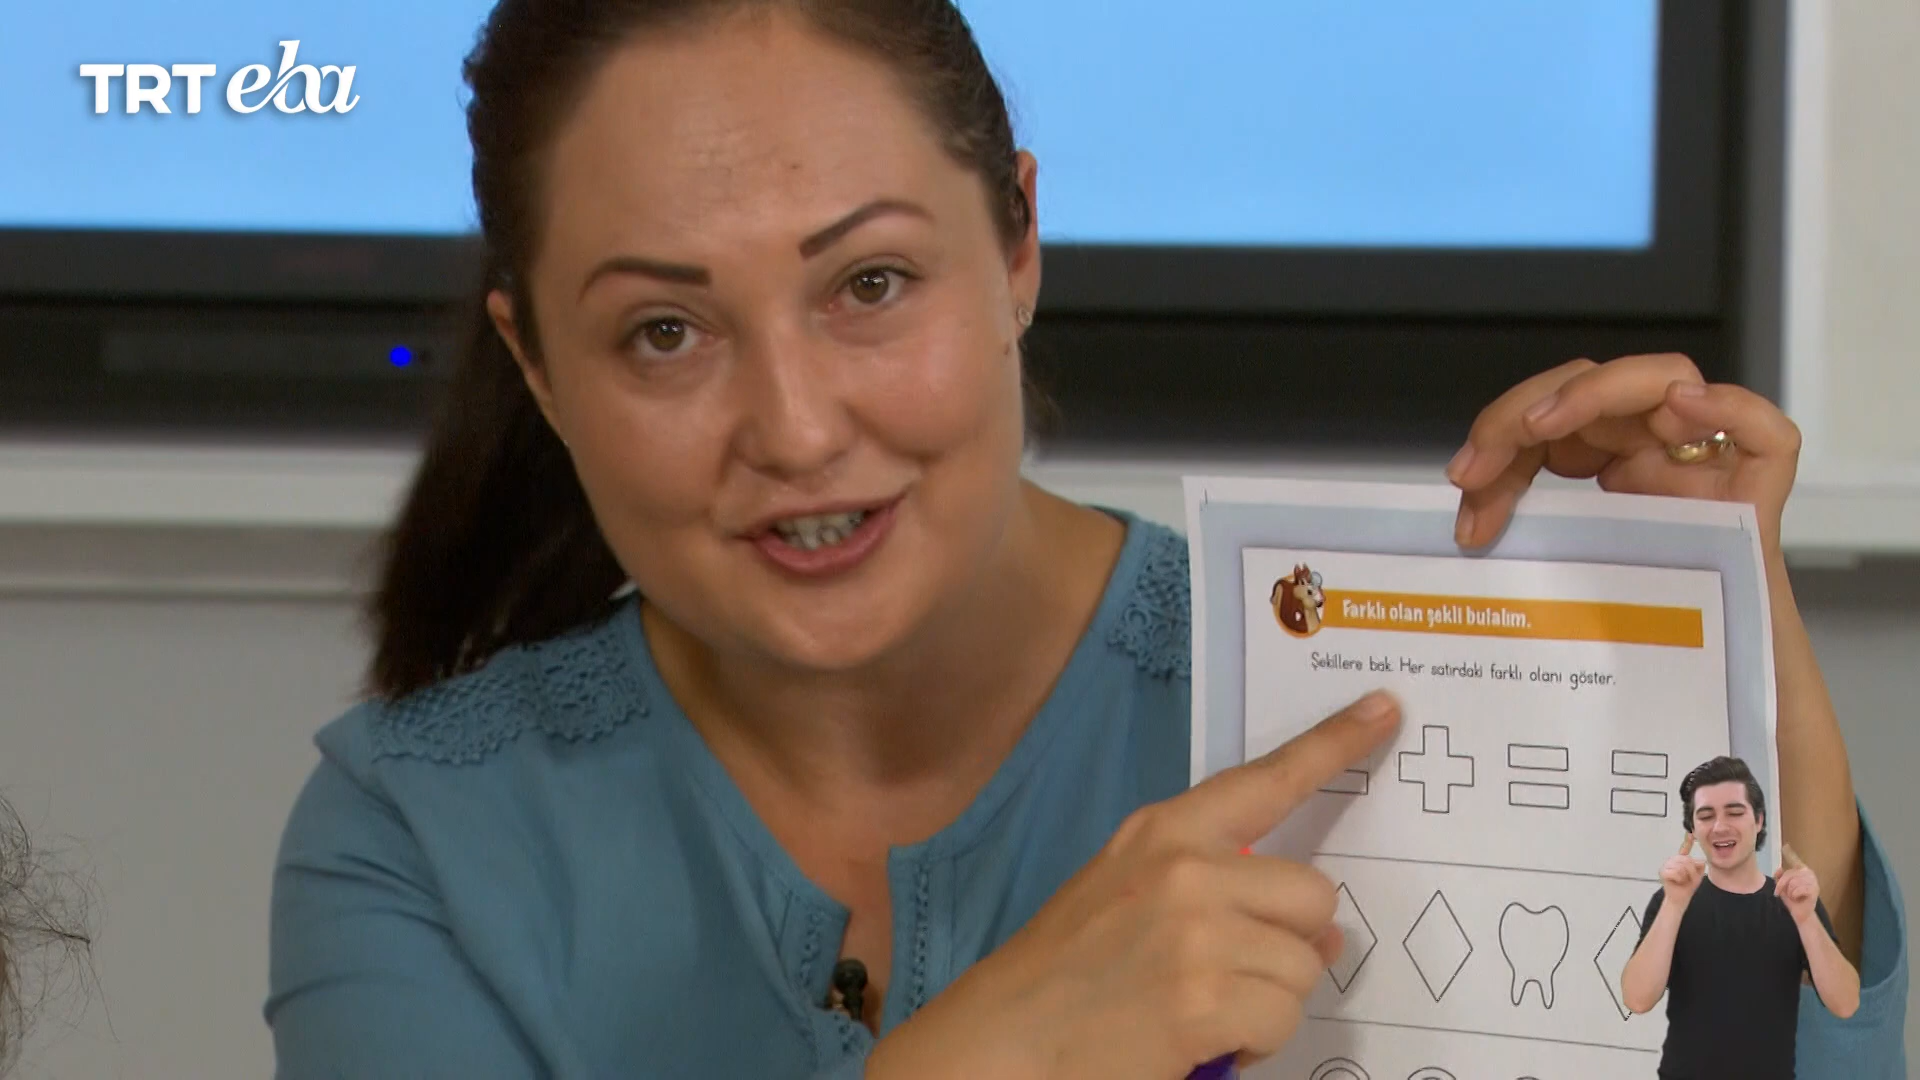 TRT eba
Farklı olan şekli bulalım.
Şekillere bak. Her satırdaki farklı olanı göster.